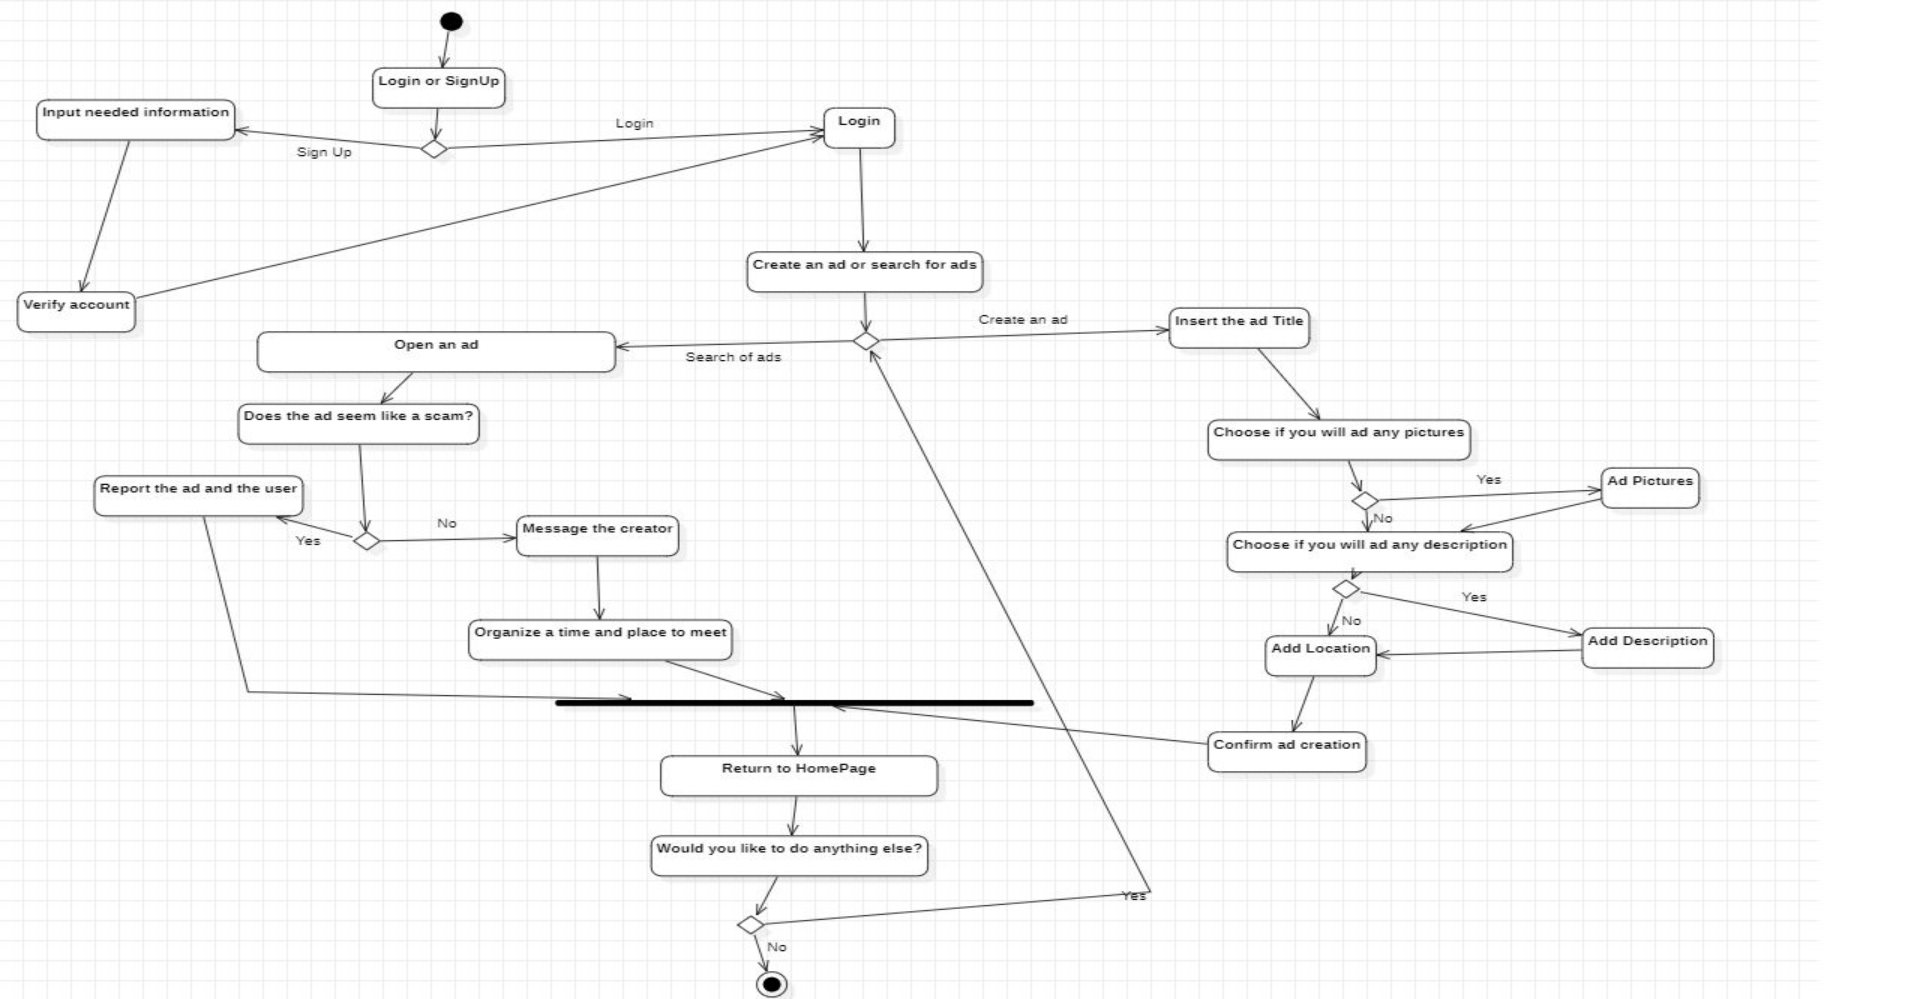 Login or SignUp
Input needed information
Login
Login
Sign Up
Create an ad or search for ads
Verify account
Create an ad
Insert the ad Title
Open an ad
Search of ads
Does the ad seem like a scam?
Choose if you will ad any pictures
Report the ad and the user
Yes
Ad Pictures
No
Message the creator
No
Yes
Choose if you will ad any description
Yes
No
Organize a time and place to meet
Add Location
Add Description
Confirm ad creation
Return to HomePage
Would you like to do anything else?
Yes
No